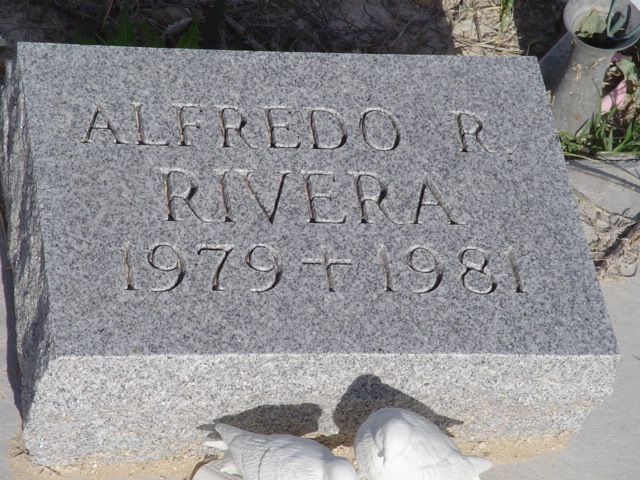 ALFREDO R.
RIVERA
1979 + 1981